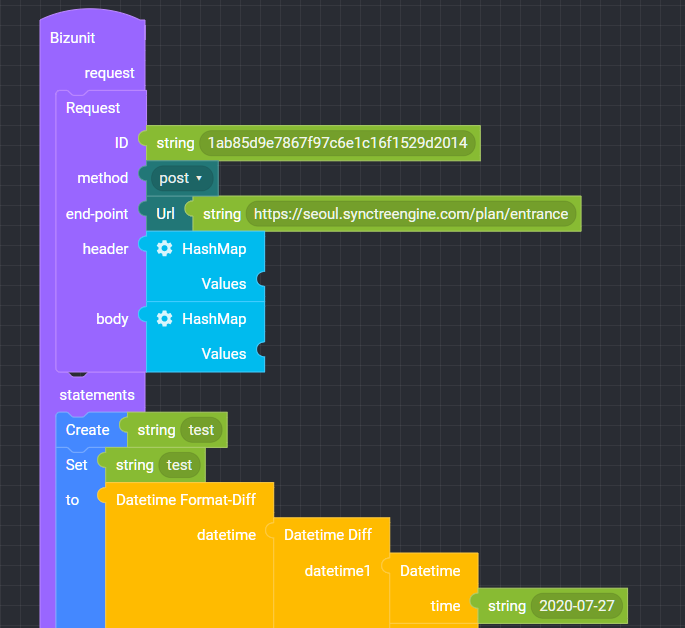 Bizunit
request
Request
ID string 1ab85d9e7867f97c6e1c16f1529d2014
method post
end-point Url string https://seoul.synctreengine.com/plan/entrance
header HashMap
Values
body HashMap
Values
statements
Create string test
Set string test
to Datetime Format-Diff
datetime Datetime Diff
datetime1 Datetime
time string 2020-07-27